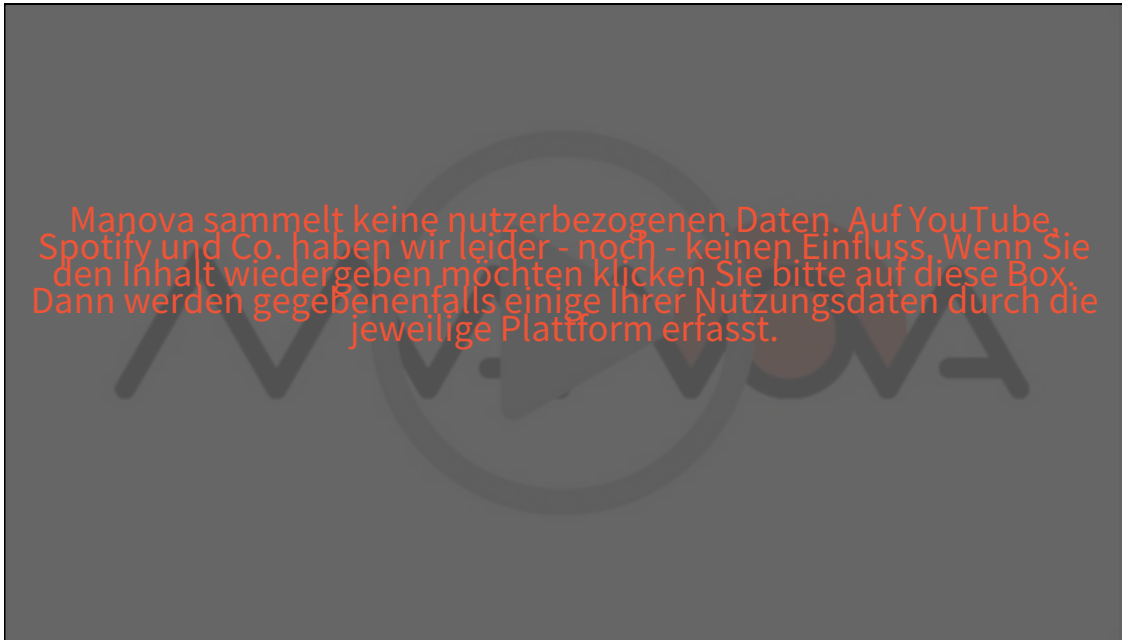 Manova sammelt keine nutzerbezogenen Daten. Auf YouTube,
Spotify und Co. haben wir leider - noch - keinen Einfluss. Wenn Sie
den Inhalt wiedergeben möchten klicken Sie bitte auf diese Box.
Dann werden gegebenenfalls einige Ihrer Nutzungsdaten durch die
jeweilige Plattform erfasst.
MANOVA